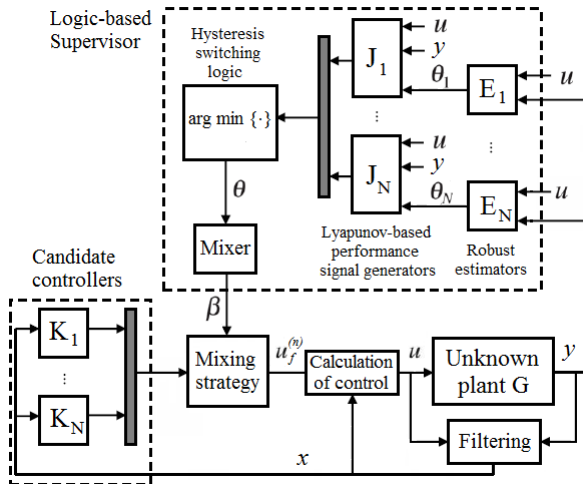 Logic-based
Supervisor
Hysteresis
switching
logic
arg min {·}
J1
u
y
θ1
E1
u
⋮
⋮
JN
u
y
θN
EN
u
θ
Lyapunov-based
performance
signal generators
Robust
estimators
Mixer
Candidate
controllers
β
K1
⋮
KN
Mixing
strategy
u_f^(n)
Calculation
of control
u
Unknown
plant G
y
Filtering
x